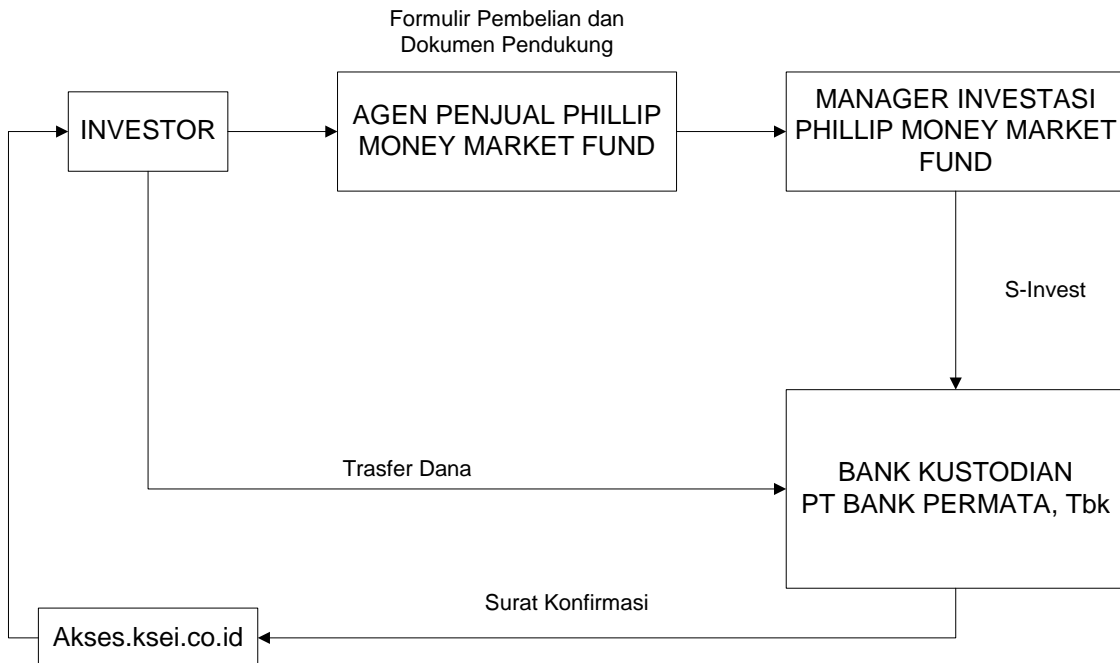 Formulir Pembelian dan
Dokumen Pendukung
INVESTOR
AGEN PENJUAL PHILLIP
MONEY MARKET FUND
MANAGER INVESTASI
PHILLIP MONEY MARKET
FUND
S-Invest
Trasfer Dana
BANK KUSTODIAN
PT BANK PERMATA, Tbk
Surat Konfirmasi
Akses.ksei.co.id